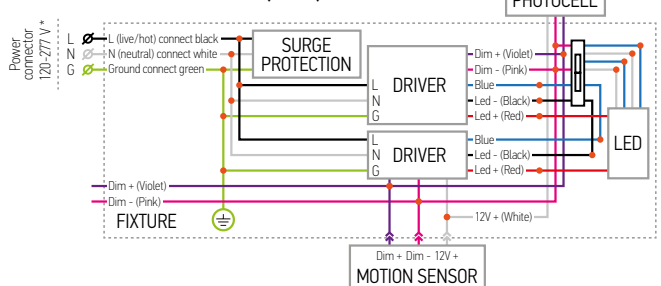 PHOTOCELL
Power
connector
120-277 V *
L
N
G
L (live/hot) connect black
N (neutral) connect white
Ground connect green
SURGE
PROTECTION
L
N
G
DRIVER
Dim + (Violet)
Dim - (Pink)
Blue
Led - (Black)
Led + (Red)
L
N
G
DRIVER
Blue
Led - (Black)
Led + (Red)
LED
Dim + (Violet)
Dim - (Pink)
FIXTURE
12V + (White)
Dim + Dim - 12V +
MOTION SENSOR